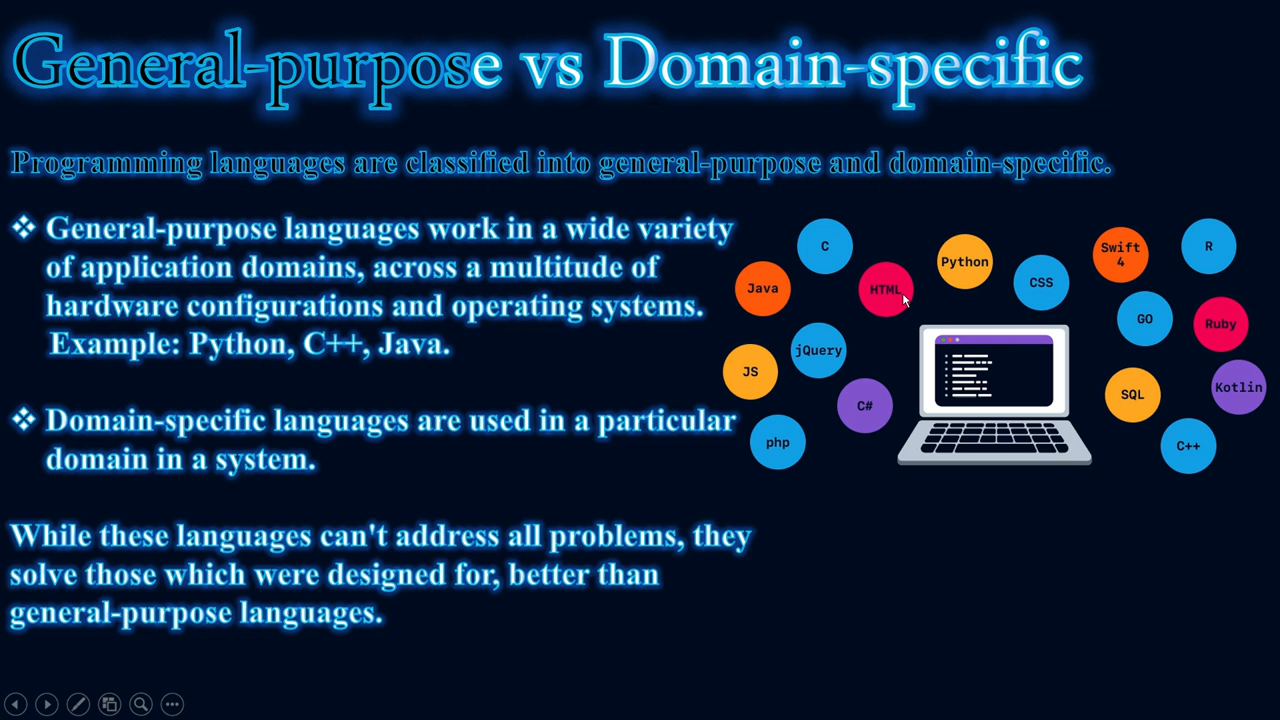 General-purpose vs Domain-specific
Programming languages are classified into general-purpose and domain-specific.
❖ General-purpose languages work in a wide variety
of application domains, across a multitude of
hardware configurations and operating systems.
Example: Python, C++, Java.
❖ Domain-specific languages are used in a particular
domain in a system.
While these languages can't address all problems, they
solve those which were designed for, better than
general-purpose languages.
C
Java
HTML
Python
CSS
Swift
4
R
GO
Ruby
jQuery
JS
C#
php
SQL
Kotlin
C++